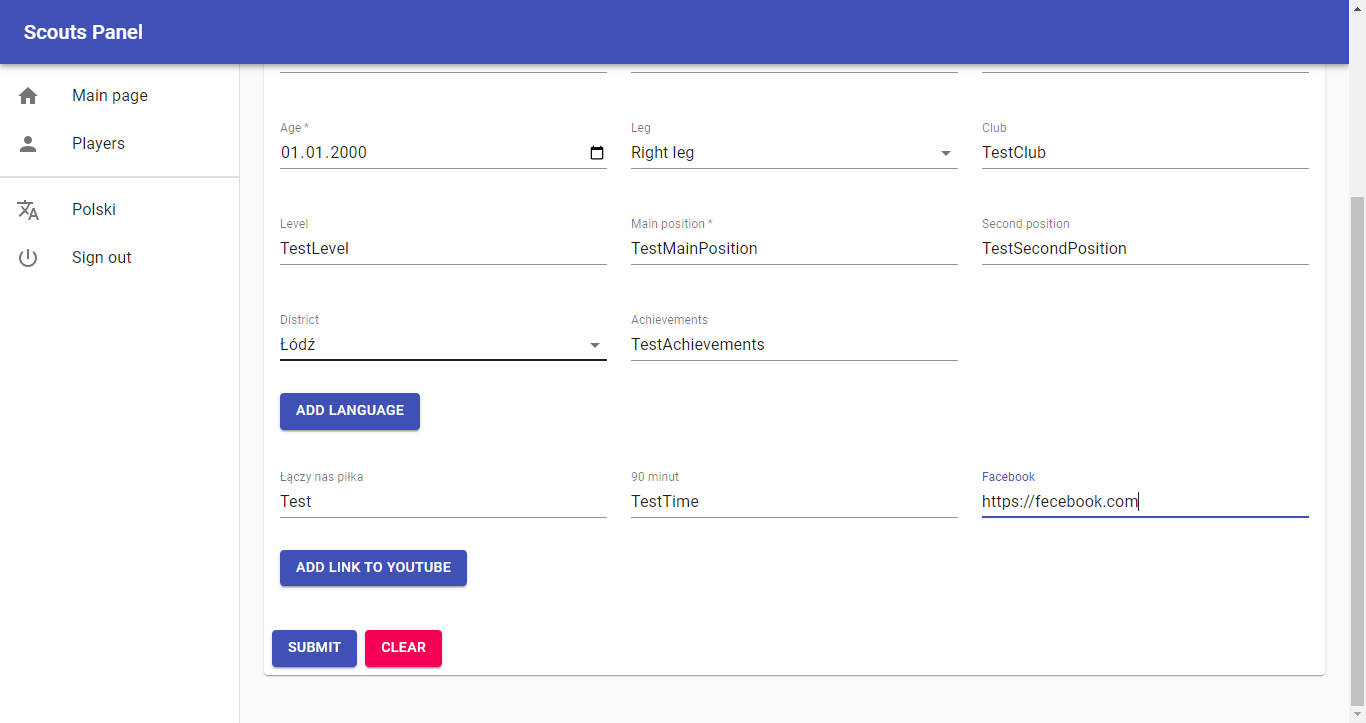 Scouts Panel
Main page
Players
Polski
Sign out
Age *
Leg
Club
01.01.2000
Right leg
TestClub
Level
Main position *
Second position
TestLevel
TestMainPosition
TestSecondPosition
District
Achievements
Łódź
TestAchievements
ADD LANGUAGE
Łączy nas piłka
90 minut
Facebook
Test
TestTime
https://fecebook.com
ADD LINK TO YOUTUBE
SUBMIT
CLEAR